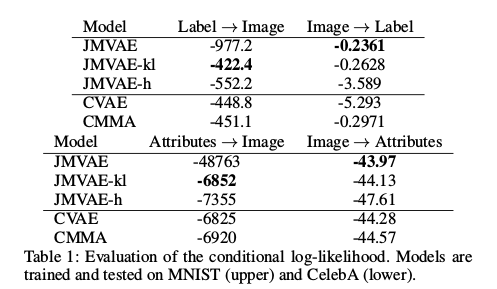 Model Label → Image Image → Label
JMVAE -977.2 -0.2361
JMVAE-kl -422.4 -0.2628
JMVAE-h -552.2 -3.589
CVAE -448.8 -5.293
CMMA -451.1 -0.2971
Model Attributes → Image Image → Attributes
JMVAE -48763 -43.97
JMVAE-kl -6852 -44.13
JMVAE-h -7355 -47.61
CVAE -6825 -44.28
CMMA -6920 -44.57
Table 1: Evaluation of the conditional log-likelihood. Models are
trained and tested on MNIST (upper) and CelebA (lower).